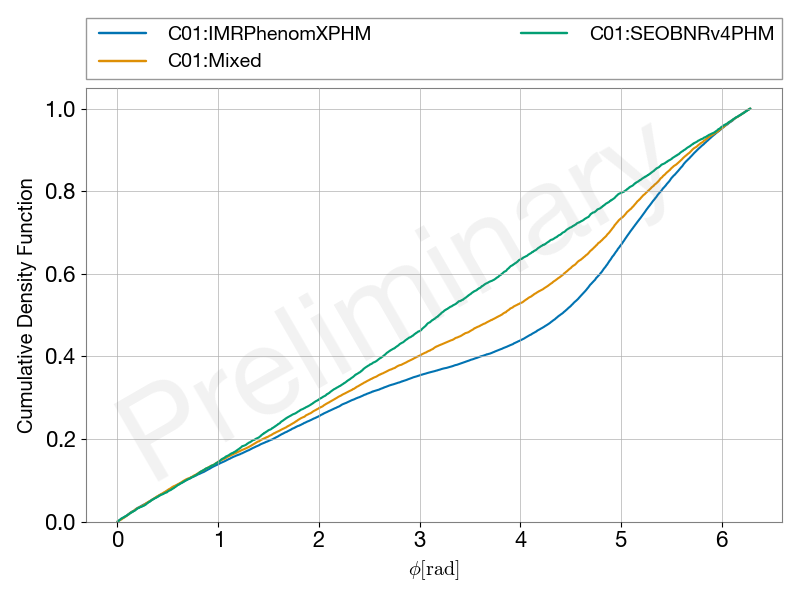 C01:IMRPhenomXPHM
C01:Mixed
C01:SEOBNRv4PHM
1.0
0.8
0.6
0.4
0.2
0.0
Cumulative Density Function
Preliminary
0 1 2 3 4 5 6
ϕ[rad]